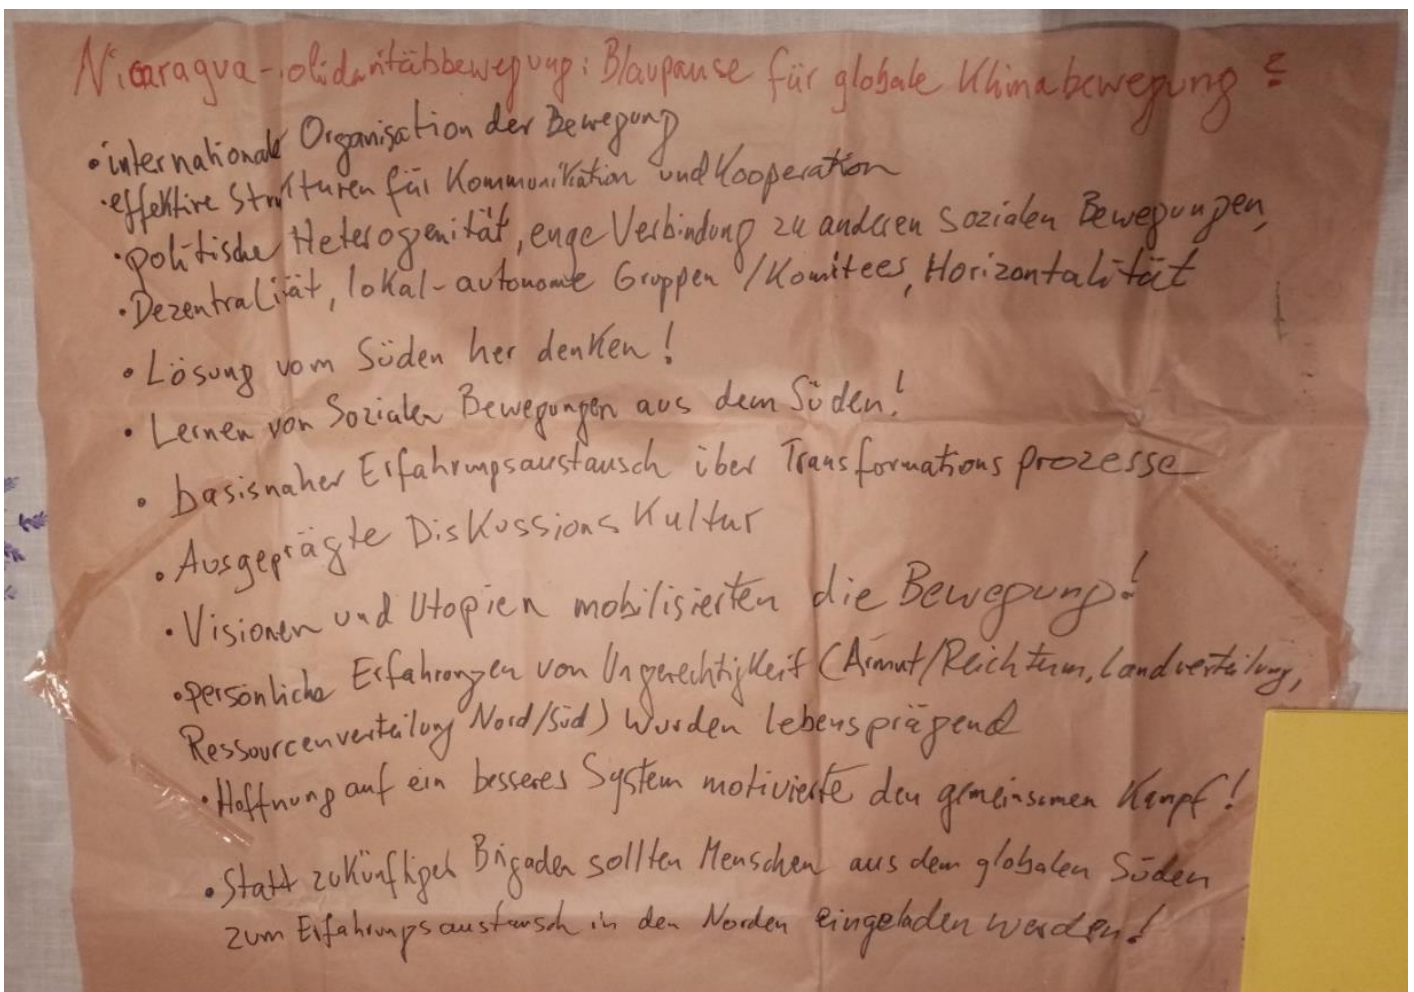 Nicaragua-olidaritätsbewegung: Blaupause für globale Klimabewegung?
• internationale Organisation der Bewegung
• effektive Strukturen für Kommunikation und Kooperation
• politische Heterogenität, enge Verbindung zu anderen sozialen Bewegungen,
• Dezentralität, lokal-autonome Gruppen/Komitees, Horizontalität
• Lösung vom Süden her denken!
• Lernen von Sozialen Bewegungen aus dem Süden!
• basisnaher Erfahrungsaustausch über Transformationsprozesse
• Ausgeprägte Diskussionskultur
• Visionen und Utopien mobilisierten die Bewegung!
• persönliche Erfahrungen von Ungerechtigkeit (Armut/Reichtum, Landverteilung,
Ressourcenverteilung Nord/Süd) wurden lebensprägend
• Hoffnung auf ein besseres System motivierte den gemeinsamen Kampf!
• Statt zukünftiger Brigaden sollten Menschen aus dem globalen Süden
zum Erfahrungsaustausch in den Norden eingeladen werden!